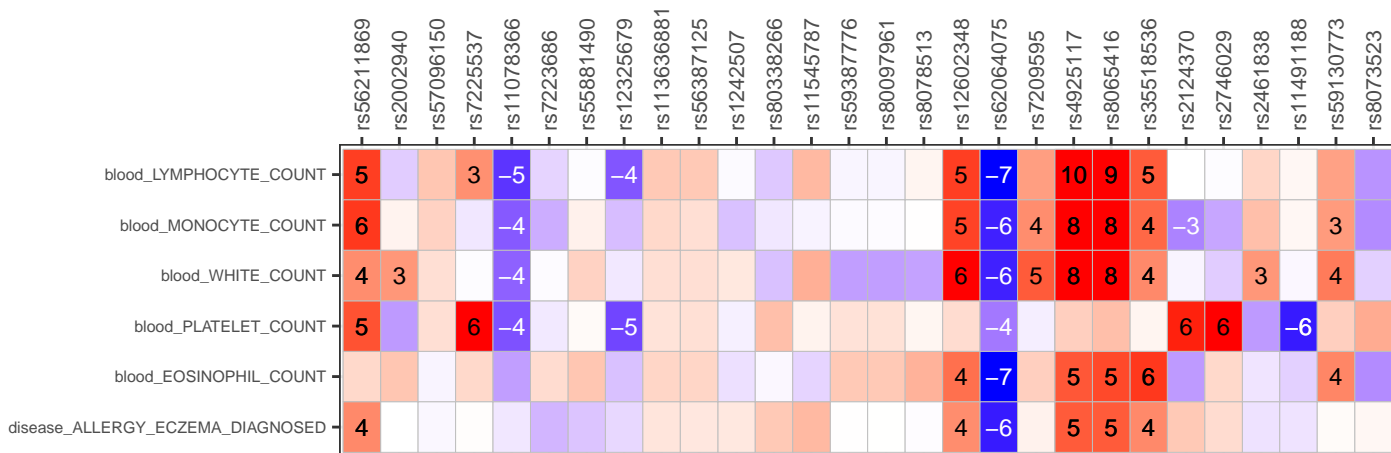 rs56211869
rs2002940
rs57096150
rs7225537
rs11078366
rs7223686
rs55881490
rs12325679
rs113636881
rs56387125
rs1242507
rs80338266
rs11545787
rs59387776
rs80097961
rs8078513
rs12602348
rs62064075
rs7209595
rs4925117
rs8065416
rs35518536
rs2124370
rs2746029
rs2461838
rs11491188
rs59130773
rs8073523
blood_LYMPHOCYTE_COUNT 5 3 −5 −4 5 −7 10 9 5
blood_MONOCYTE_COUNT 6 −4 5 −6 4 8 8 4 −3 3
blood_WHITE_COUNT 4 3 −4 6 −6 5 8 8 4 3 4
blood_PLATELET_COUNT 5 6 −4 −5 −4 6 6 −6
blood_EOSINOPHIL_COUNT 4 −7 5 5 6 4
disease_ALLERGY_ECZEMA_DIAGNOSED 4 4 −6 5 5 4